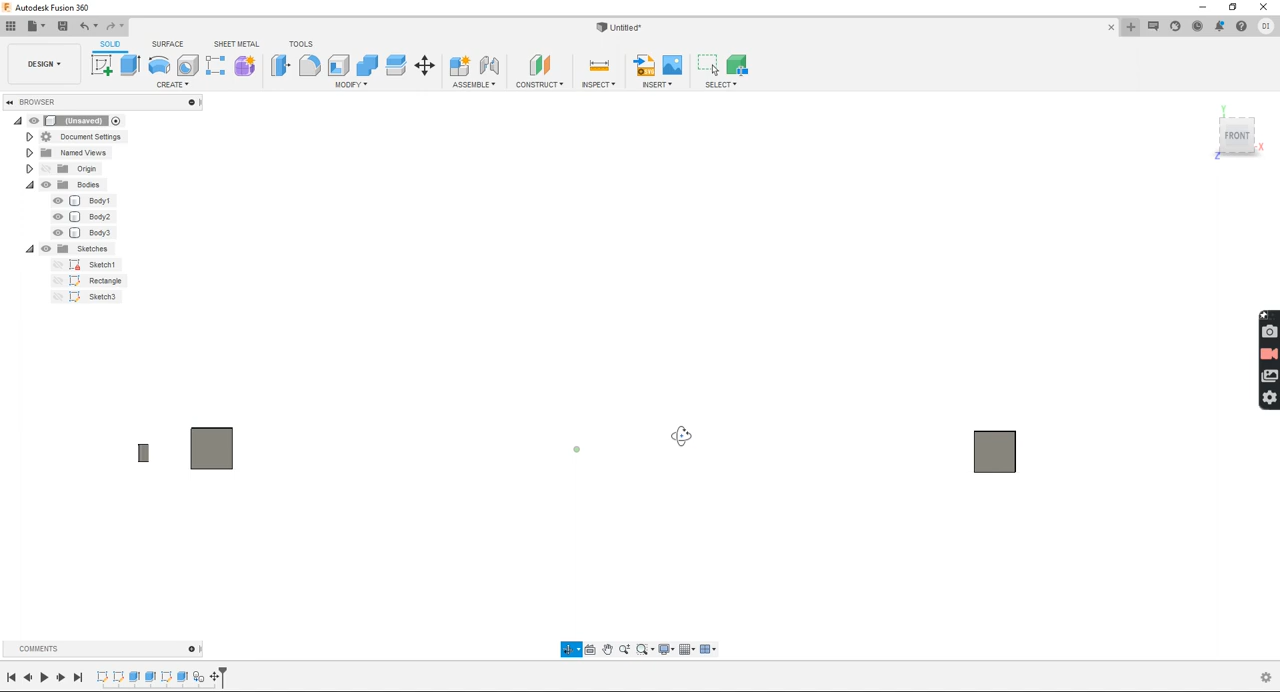 Autodesk Fusion 360
Untitled*
DI
SOLID SURFACE SHEET METAL TOOLS
DESIGN
CREATE MODIFY ASSEMBLE CONSTRUCT INSPECT INSERT SELECT
BROWSER
(Unsaved)
Document Settings
Named Views
Origin
Bodies
Body1
Body2
Body3
Sketches
Sketch1
Rectangle
Sketch3
Y
FRONT
X
Z
COMMENTS